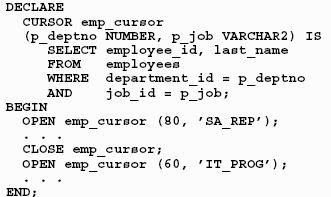 DECLARE
CURSOR emp_cursor
(p_deptno NUMBER, p_job VARCHAR2) IS
SELECT employee_id, last_name
FROM employees
WHERE department_id = p_deptno
AND job_id = p_job;
BEGIN
OPEN emp_cursor (80, 'SA_REP');
. . .
CLOSE emp_cursor;
OPEN emp_cursor (60, 'IT_PROG');
. . .
END;